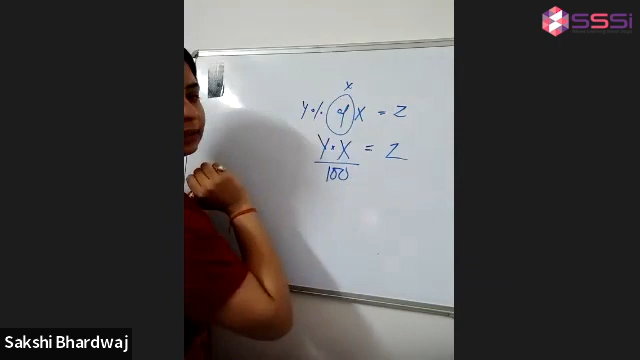 SSSi
x
Y % of X = Z
Y * X = Z
100
Sakshi Bhardwaj